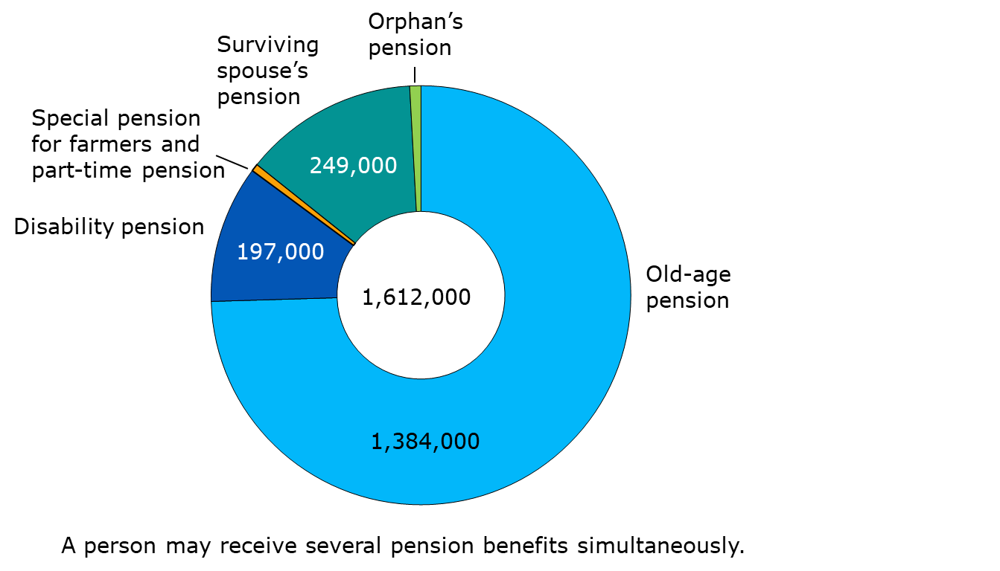 Orphan’s
pension
Surviving
spouse’s
pension
Special pension
for farmers and
part-time pension
249,000
Disability pension
197,000
Old-age
pension
1,612,000
1,384,000
A person may receive several pension benefits simultaneously.